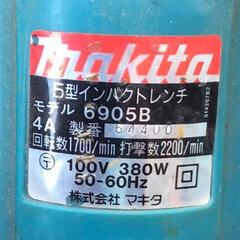 makita
5型インパクトレンチ
モデル 6905B
4A 製番 64400
回転数1700/min 打撃数2200/min
〒 100V 380W
50-60Hz
株式会社 マキタ